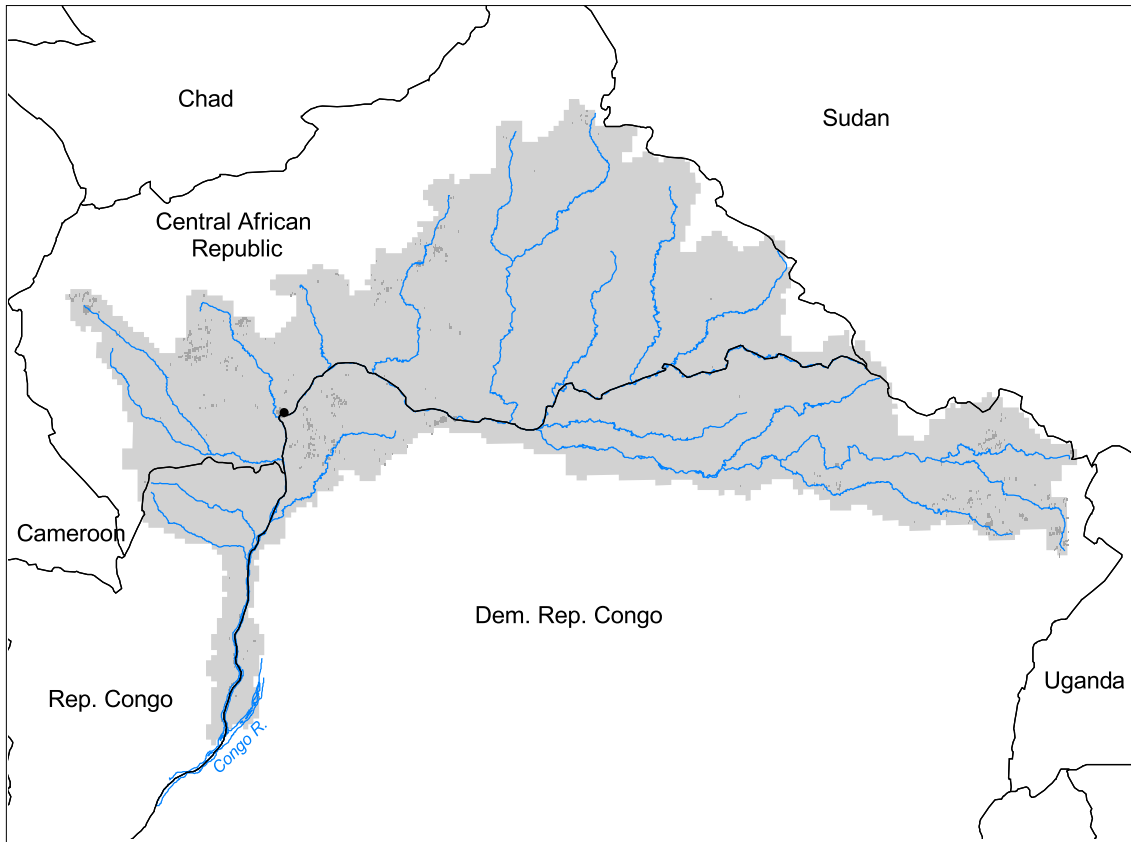 Chad
Sudan
Central African
Republic
Cameroon
Dem. Rep. Congo
Uganda
Rep. Congo
Congo R.